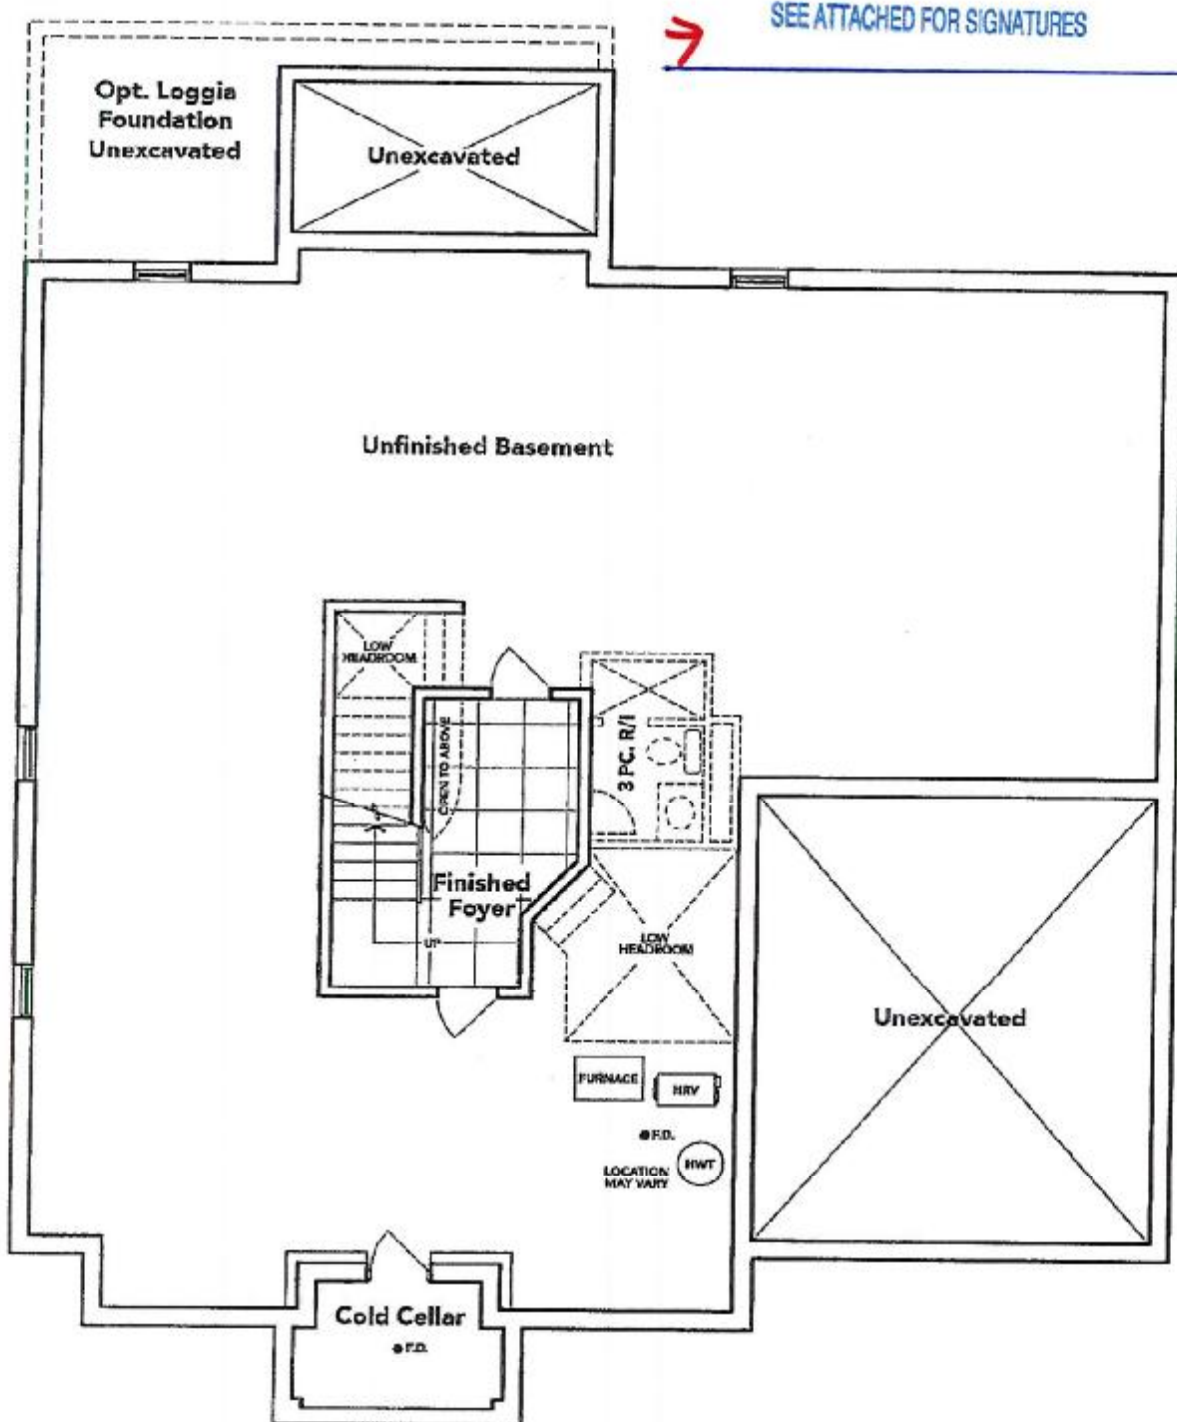 SEE ATTACHED FOR SIGNATURES
Opt. Loggia
Foundation
Unexcavated
Unexcavated
Unfinished Basement
LOW
HEADROOM
OPEN TO ABOVE
3 PC. R/I
Finished
Foyer
UP
LOW
HEADROOM
Unexcavated
FURNACE
HRV
F.D.
HWT
LOCATION
MAY VARY
Cold Cellar
F.D.